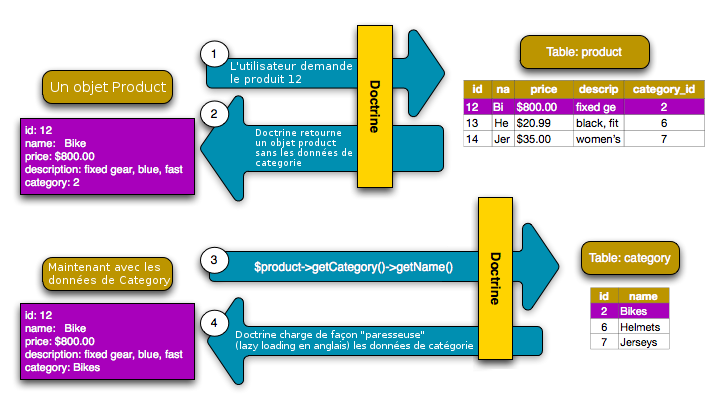 1
L'utilisateur demande
le produit 12
Doctrine
Table: product
id na price descrip category_id
12 Bi $800.00 fixed ge 2
13 He $20.99 black, fit 6
14 Jer $35.00 women's 7
Un objet Product
id: 12
name: Bike
price: $800.00
description: fixed gear, blue, fast
category: 2
2
Doctrine retourne
un objet product
sans les données de
categorie
3
$product->getCategory()->getName()
Doctrine
Table: category
id name
2 Bikes
6 Helmets
7 Jerseys
Maintenant avec les
données de Category
id: 12
name: Bike
price: $800.00
description: fixed gear, blue, fast
category: Bikes
4
Doctrine charge de façon "paresseuse"
(lazy loading en anglais) les données de catégorie